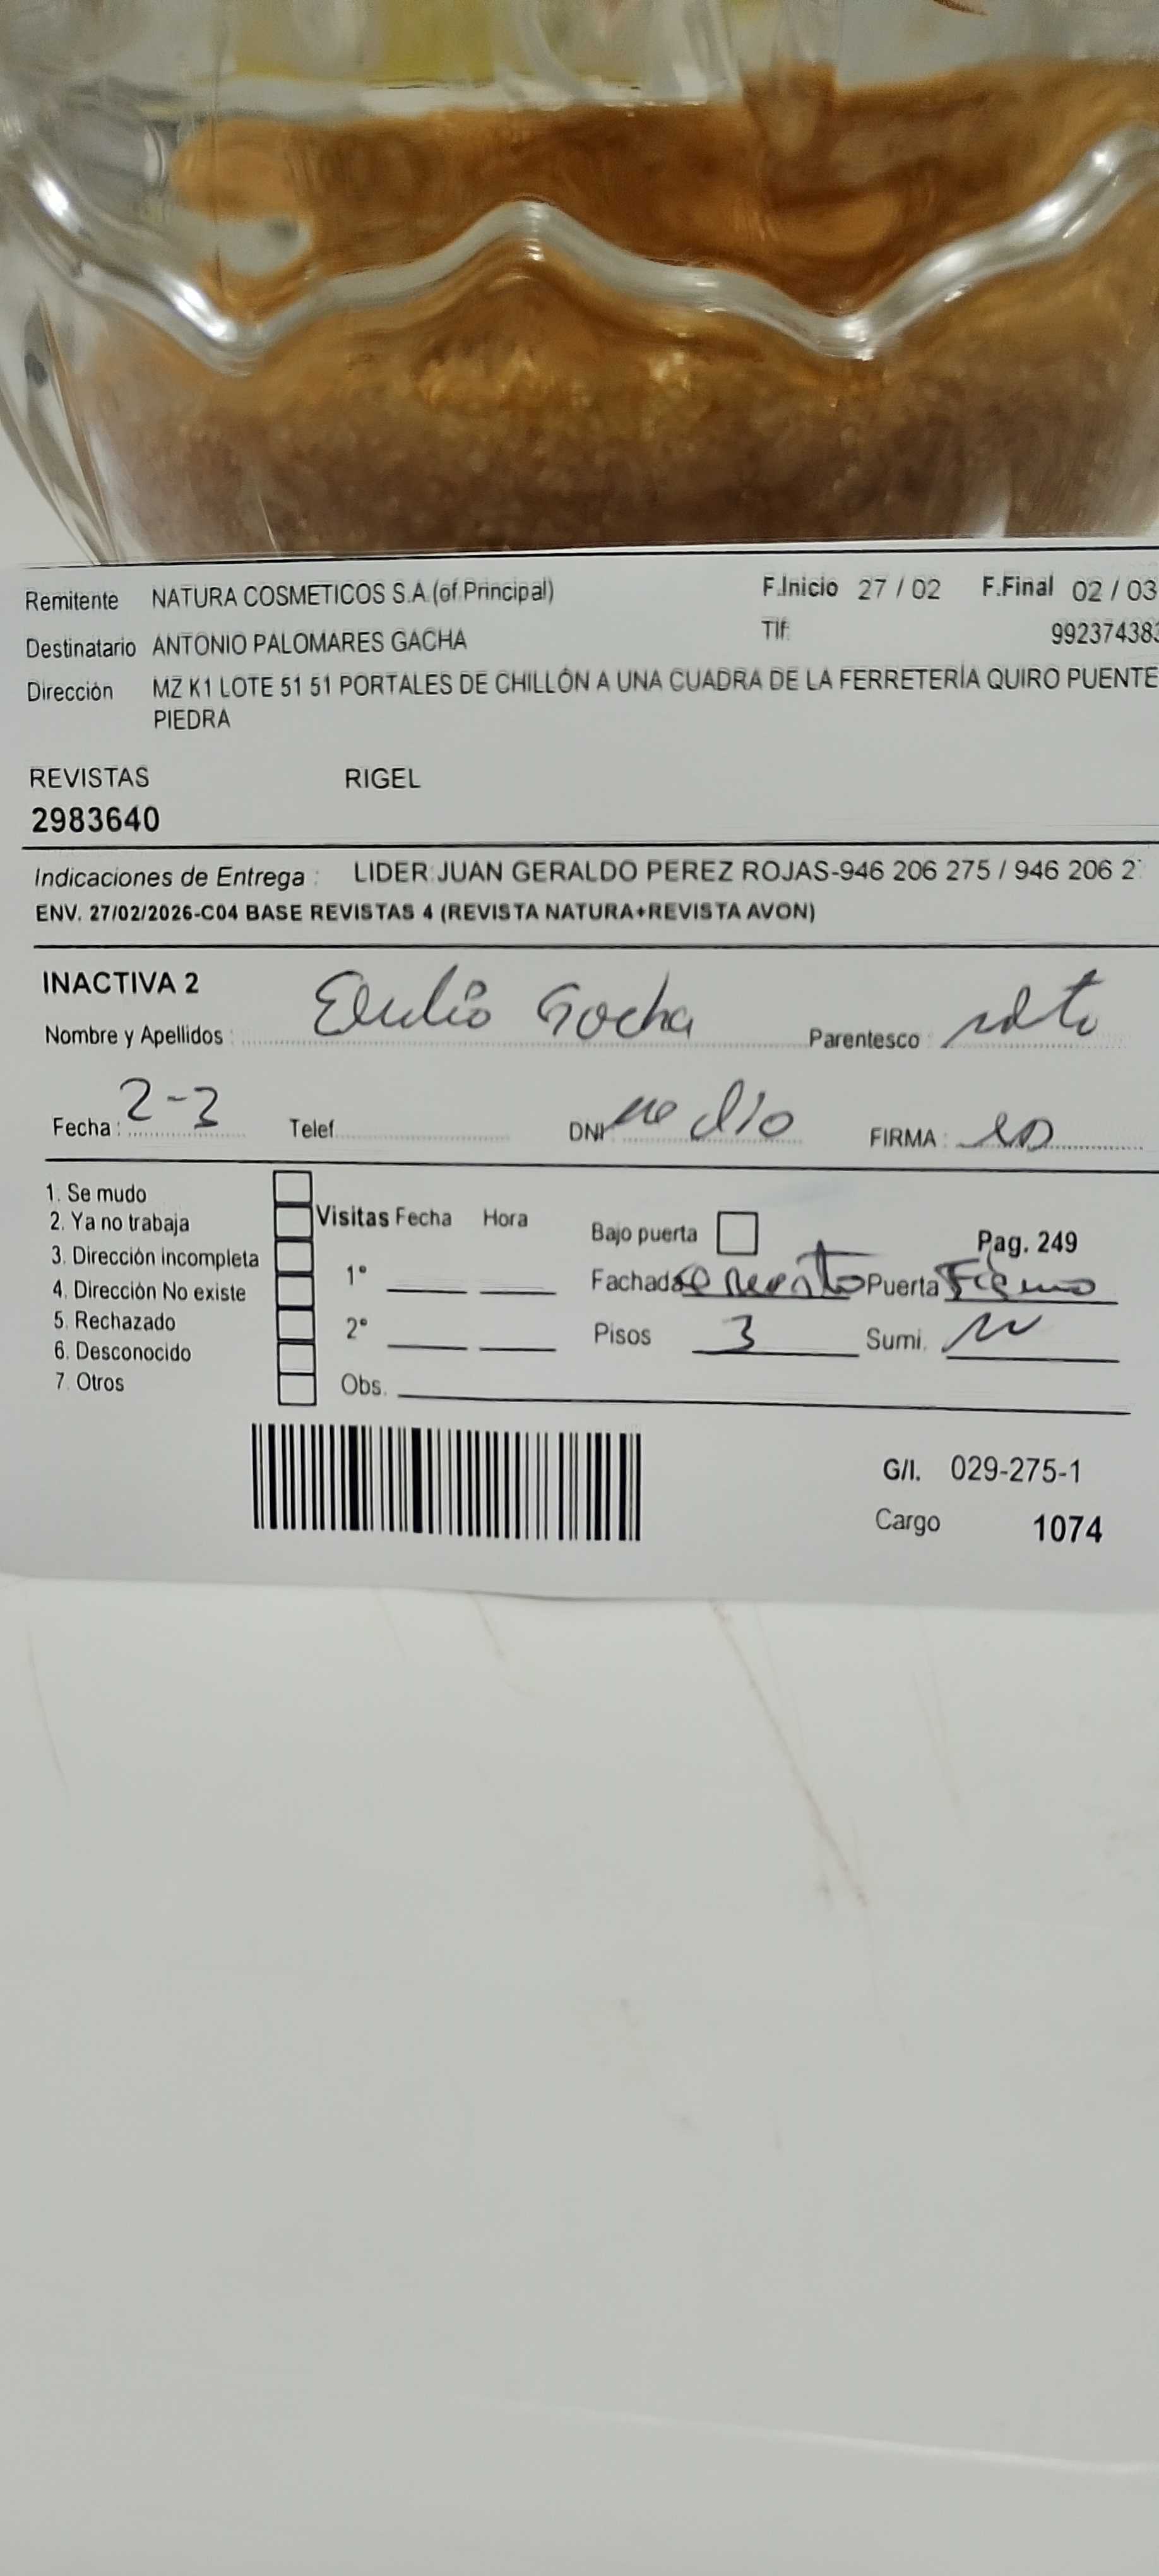 Remitente NATURA COSMETICOS S.A.(of.Principal) F.Inicio 27 / 02 F.Final 02 / 03
Destinatario ANTONIO PALOMARES GACHA Tlf: 99237438
Dirección MZ K1 LOTE 51 51 PORTALES DE CHILLÓN A UNA CUADRA DE LA FERRETERÍA QUIRO PUENTE
PIEDRA
REVISTAS RIGEL
2983640
Indicaciones de Entrega : LIDER:JUAN GERALDO PEREZ ROJAS-946 206 275 / 946 206 2
ENV. 27/02/2026-C04 BASE REVISTAS 4 (REVISTA NATURA+REVISTA AVON)
INACTIVA 2
Nombre y Apellidos : Gacha Parentesco :
Fecha : 2-3 Telef. DNI no dio FIRMA :
1. Se mudo
2. Ya no trabaja
3. Dirección incompleta
4. Dirección No existe
5. Rechazado
6. Desconocido
7. Otros
Visitas Fecha Hora
1°
2°
Obs.
Bajo puerta Pag. 249
Fachada Puerta
Pisos 3 Sumi.
G/I. 029-275-1
Cargo 1074